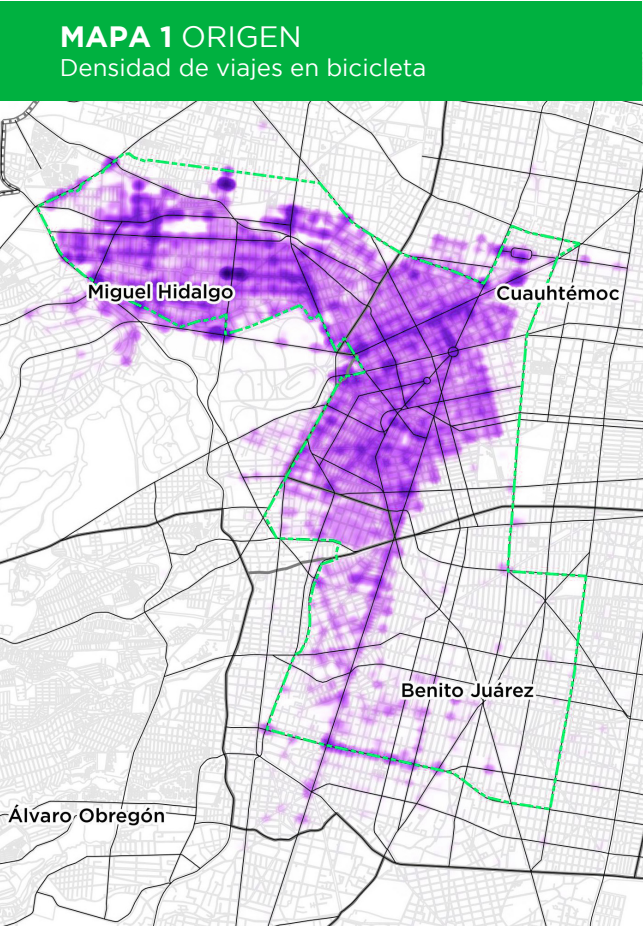 MAPA 1 ORIGEN
Densidad de viajes en bicicleta
Miguel Hidalgo
Cuauhtémoc
Benito Juárez
Álvaro Obregón